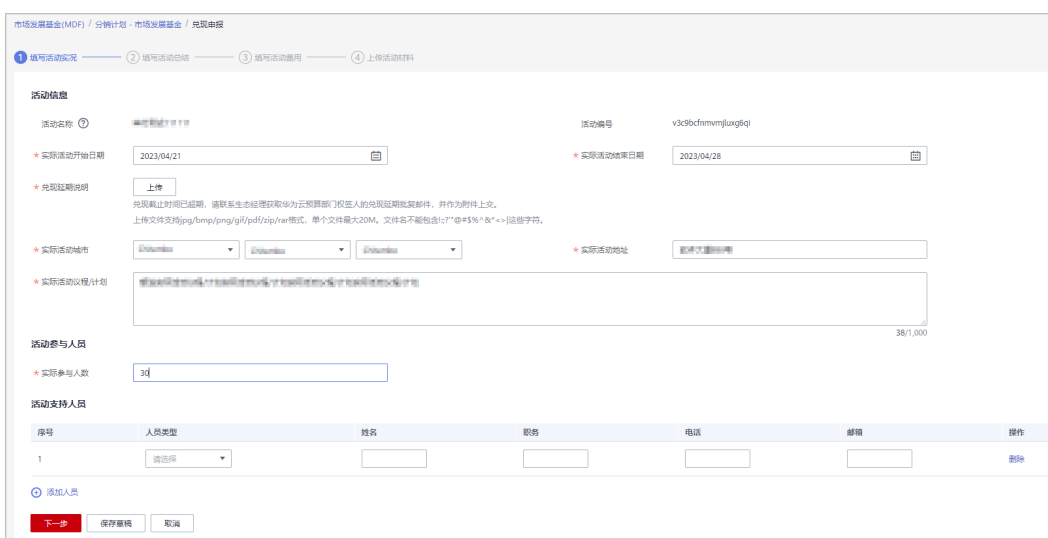 市场发展基金(MDF) / 分销计划 - 市场发展基金 / 兑现申报
1 填写活动实况 2 填写活动总结 3 填写活动费用 4 上传活动材料
活动信息
活动名称 ? 活动编号 v3c9bcfnmvmjluxg6qi
* 实际活动开始日期 2023/04/21 * 实际活动结束日期 2023/04/28
* 兑现延期说明 上传
兑现截止时间已超期，请联系生态经理获取华为云预算部门权签人的兑现延期批复邮件，并作为附件上交。
上传文件支持jpg/bmp/png/gif/pdf/zip/rar格式，单个文件最大20M。文件名不能包含!:;?'"@#$%^&*<>|这些字符。
* 实际活动城市 * 实际活动地址
* 实际活动议程/计划
38/1,000
活动参与人员
* 实际参与人数 30
活动支持人员
序号 人员类型 姓名 职务 电话 邮箱 操作
1 请选择 删除
添加人员
下一步 保存草稿 取消